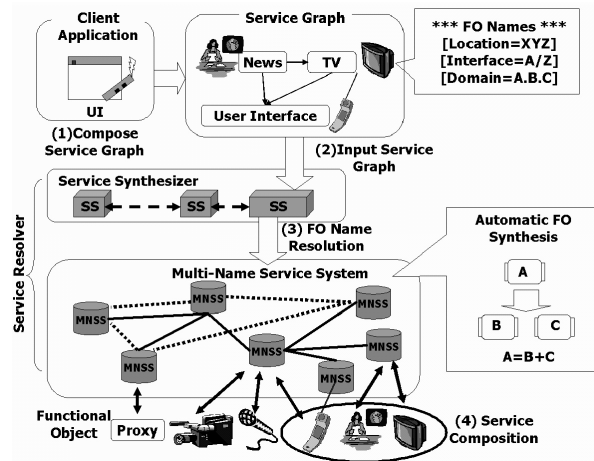 Client
Application
UI
(1)Compose
Service Graph
Service Graph
News
TV
User Interface
*** FO Names ***
[Location=XYZ]
[Interface=A/Z]
[Domain=A.B.C]
(2)Input Service
Graph
Service Resolver
Service Synthesizer
SS
SS
SS
(3) FO Name
Resolution
Multi-Name Service System
MNSS
MNSS
MNSS
MNSS
MNSS
MNSS
MNSS
Automatic FO
Synthesis
A
B
C
A=B+C
Functional
Object
Proxy
(4) Service
Composition